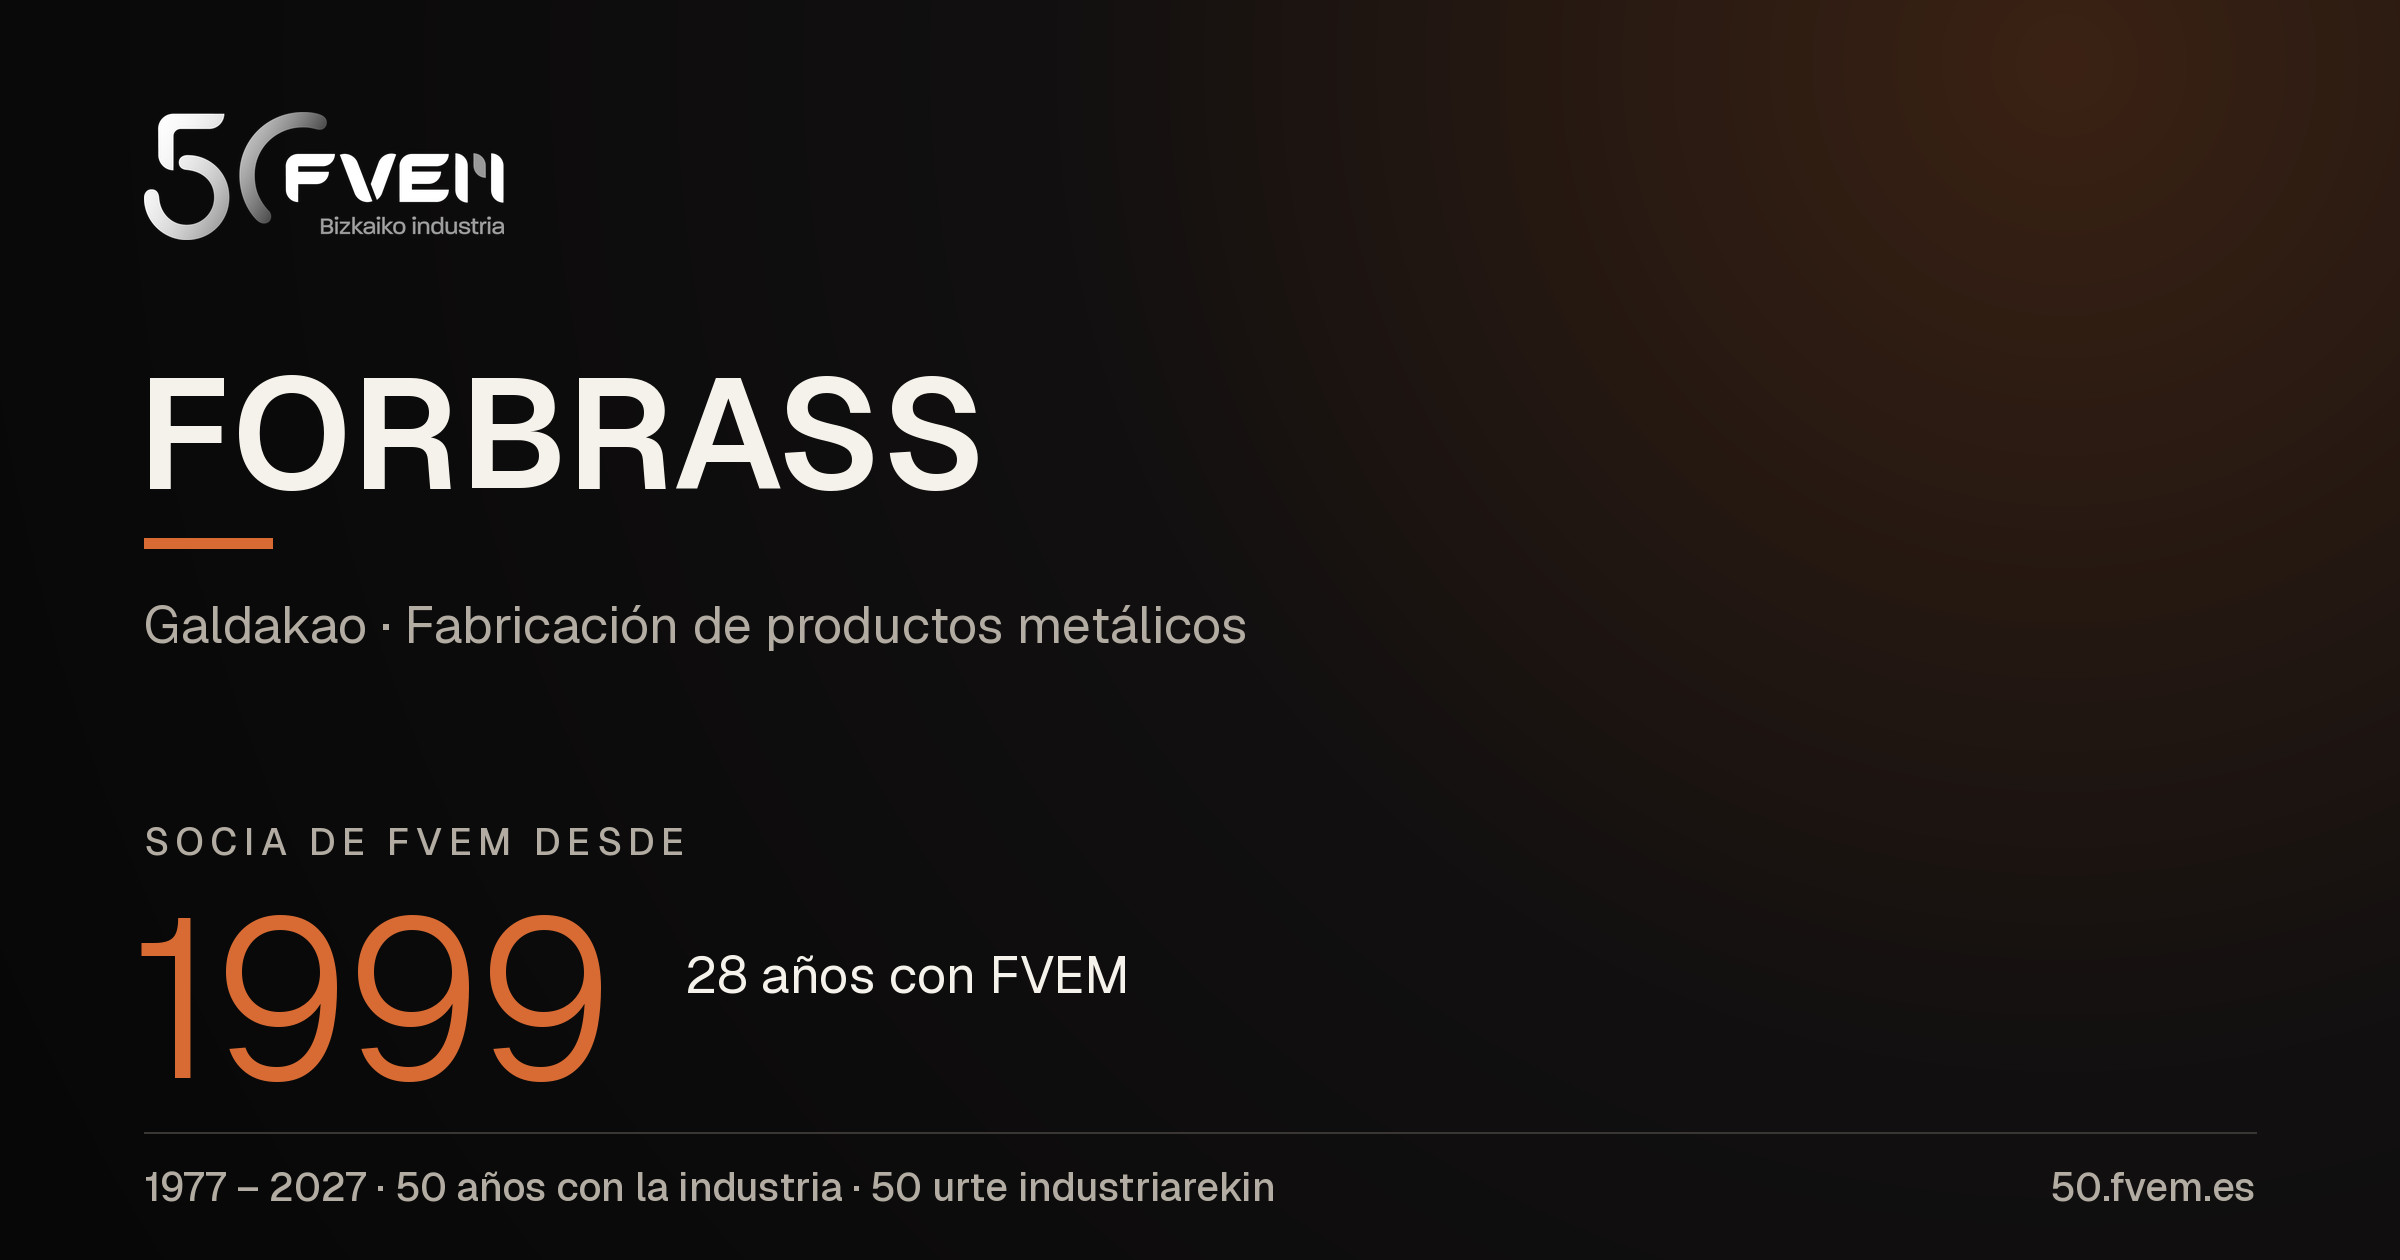 50 FVEM
Bizkaiko industria
FORBRASS
Galdakao · Fabricación de productos metálicos
SOCIA DE FVEM DESDE
1999
28 años con FVEM
1977 – 2027 · 50 años con la industria · 50 urte industriarekin
50.fvem.es